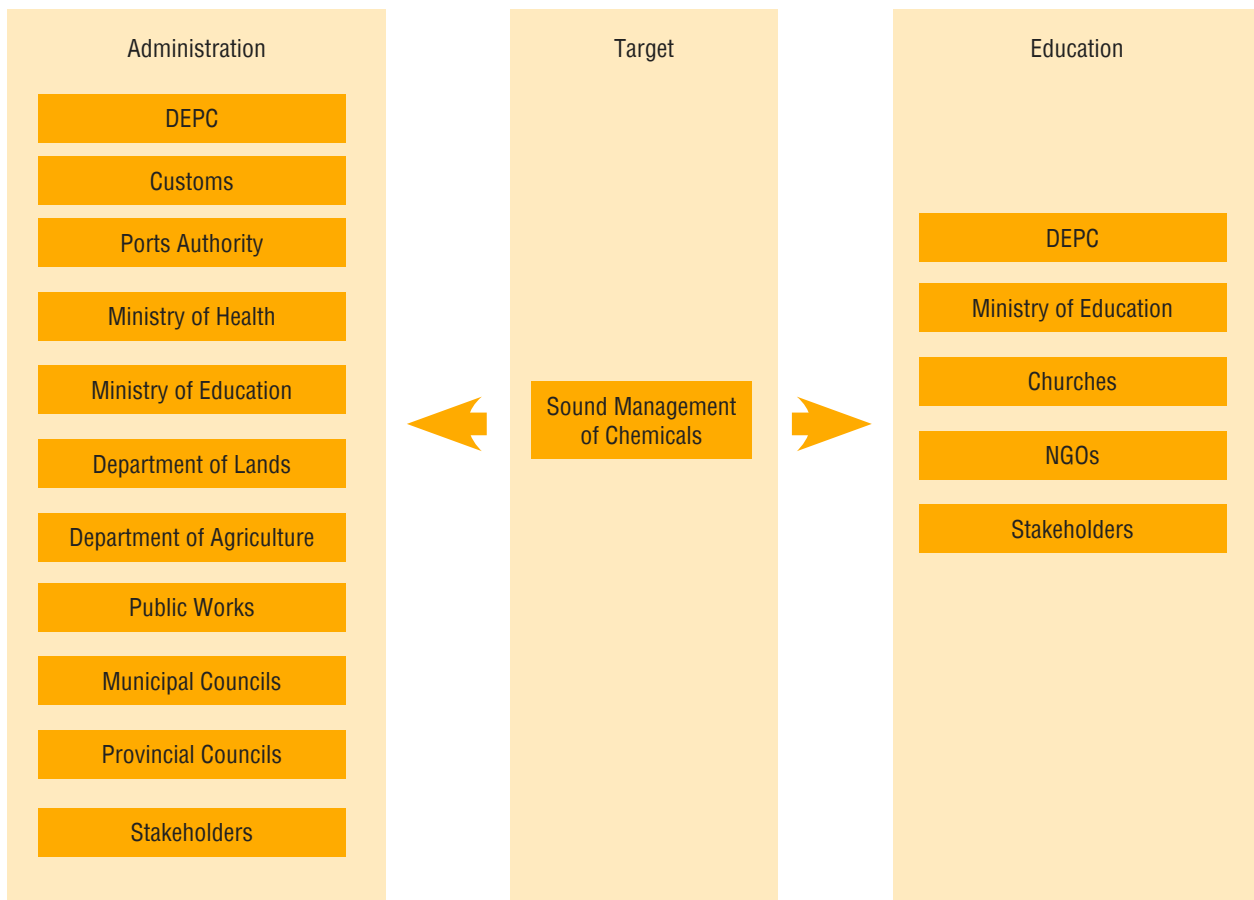 Administration
DEPC
Customs
Ports Authority
Ministry of Health
Ministry of Education
Department of Lands
Department of Agriculture
Public Works
Municipal Councils
Provincial Councils
Stakeholders
Target
Sound Management
of Chemicals
Education
DEPC
Ministry of Education
Churches
NGOs
Stakeholders